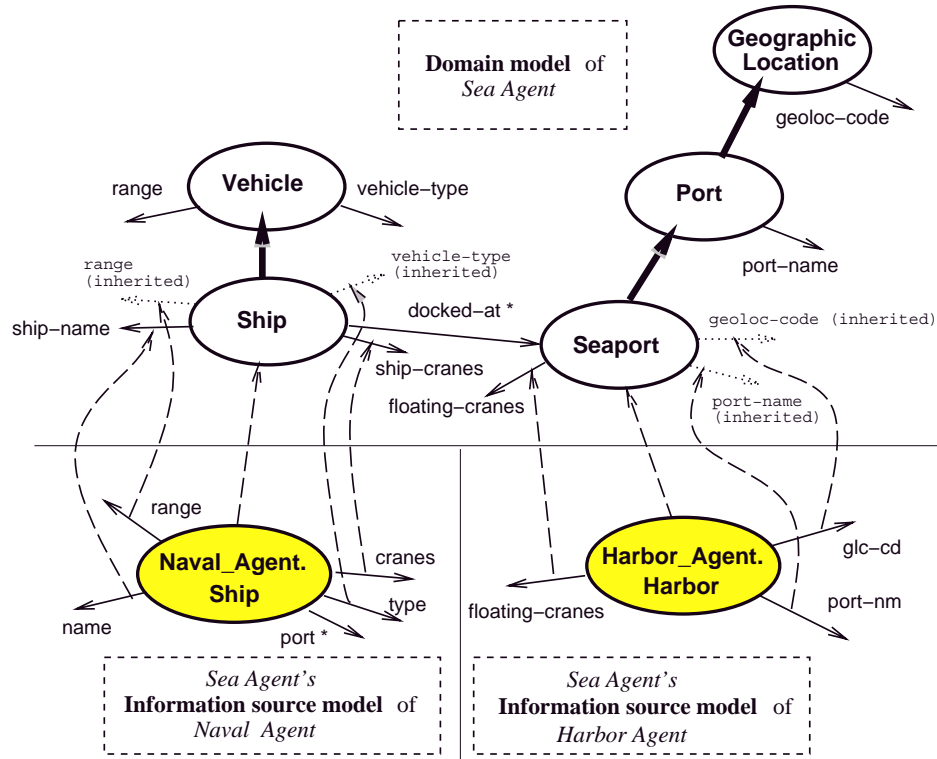 Domain model of
Sea Agent
Geographic
Location
geoloc-code
Vehicle
range
vehicle-type
Port
port-name
range
(inherited)
vehicle-type
(inherited)
Ship
ship-name
docked-at *
ship-cranes
Seaport
geoloc-code (inherited)
floating-cranes
port-name
(inherited)
range
Naval_Agent.
Ship
cranes
type
name
port *
Harbor_Agent.
Harbor
glc-cd
floating-cranes
port-nm
Sea Agent's
Information source model of
Naval Agent
Sea Agent's
Information source model of
Harbor Agent